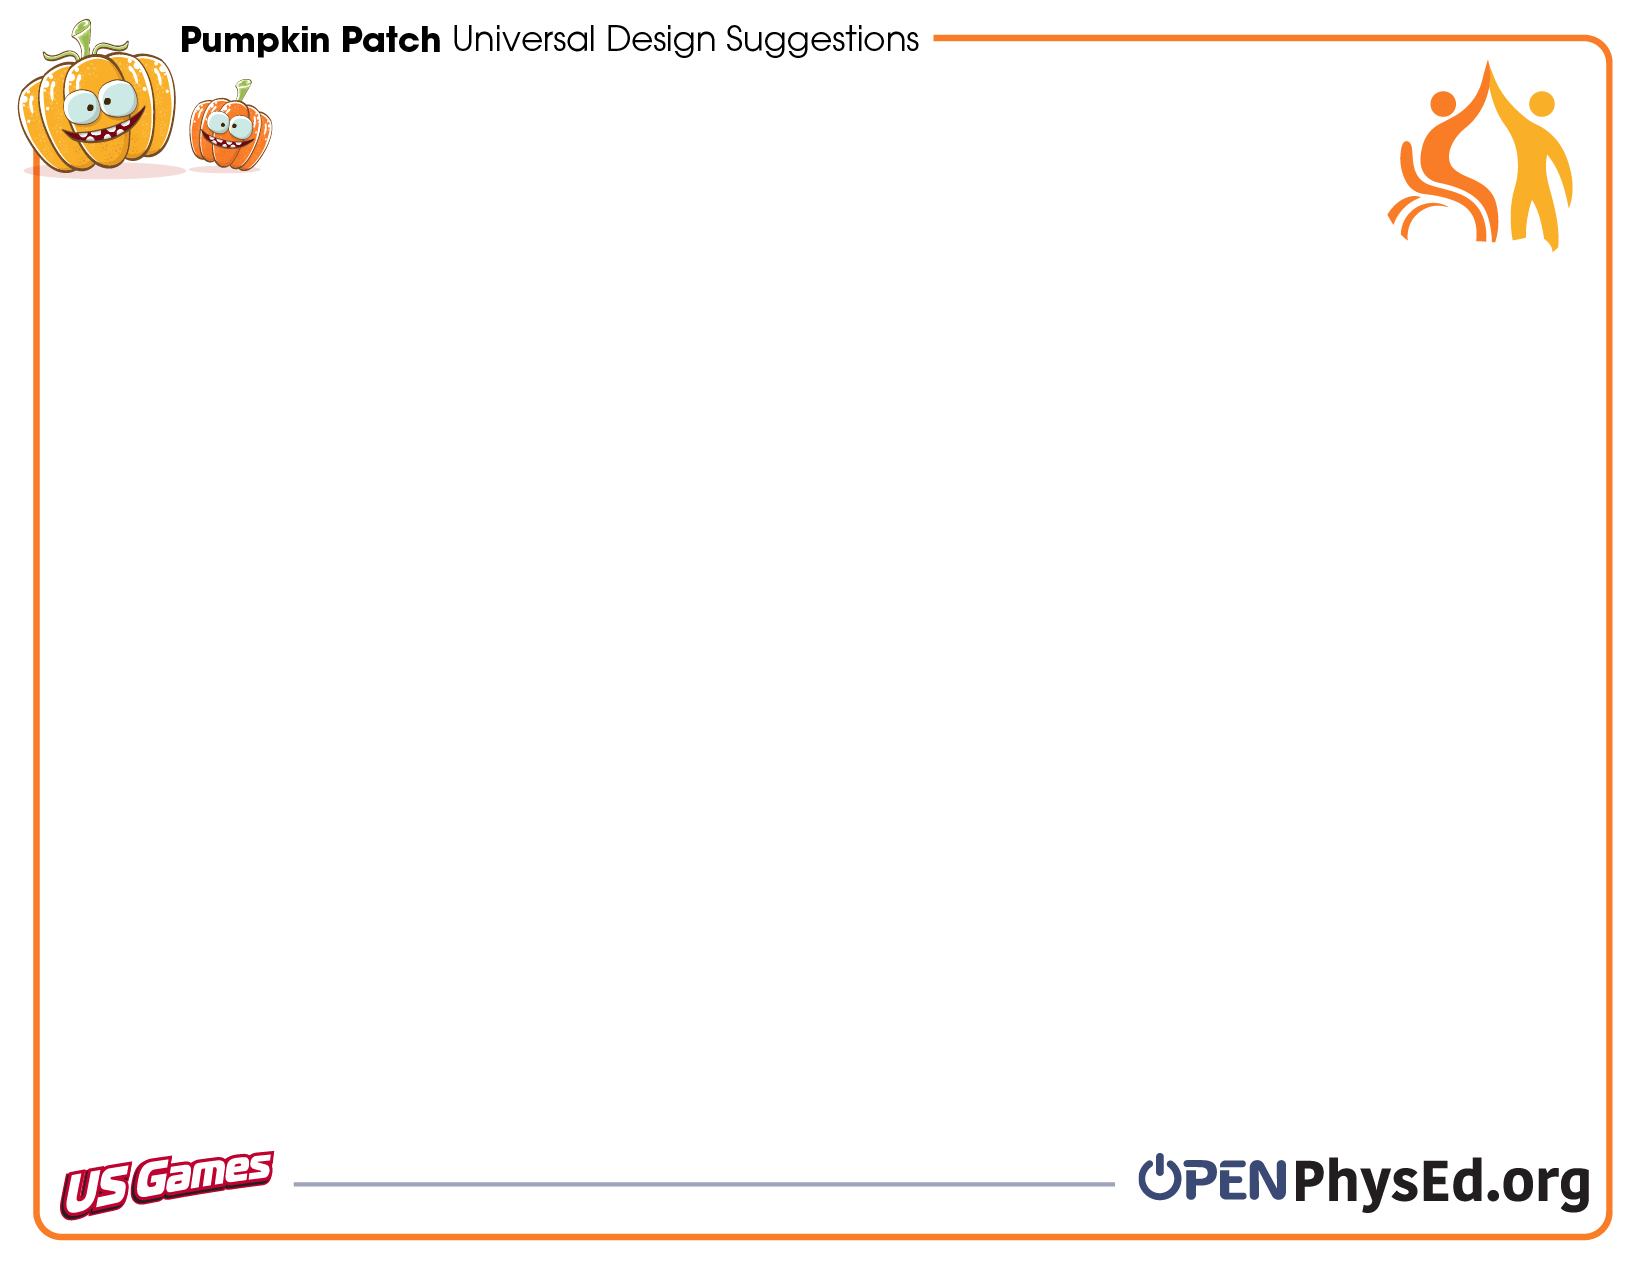 Pumpkin Patch Universal Design Suggestions
US Games
OPENPhysEd.org